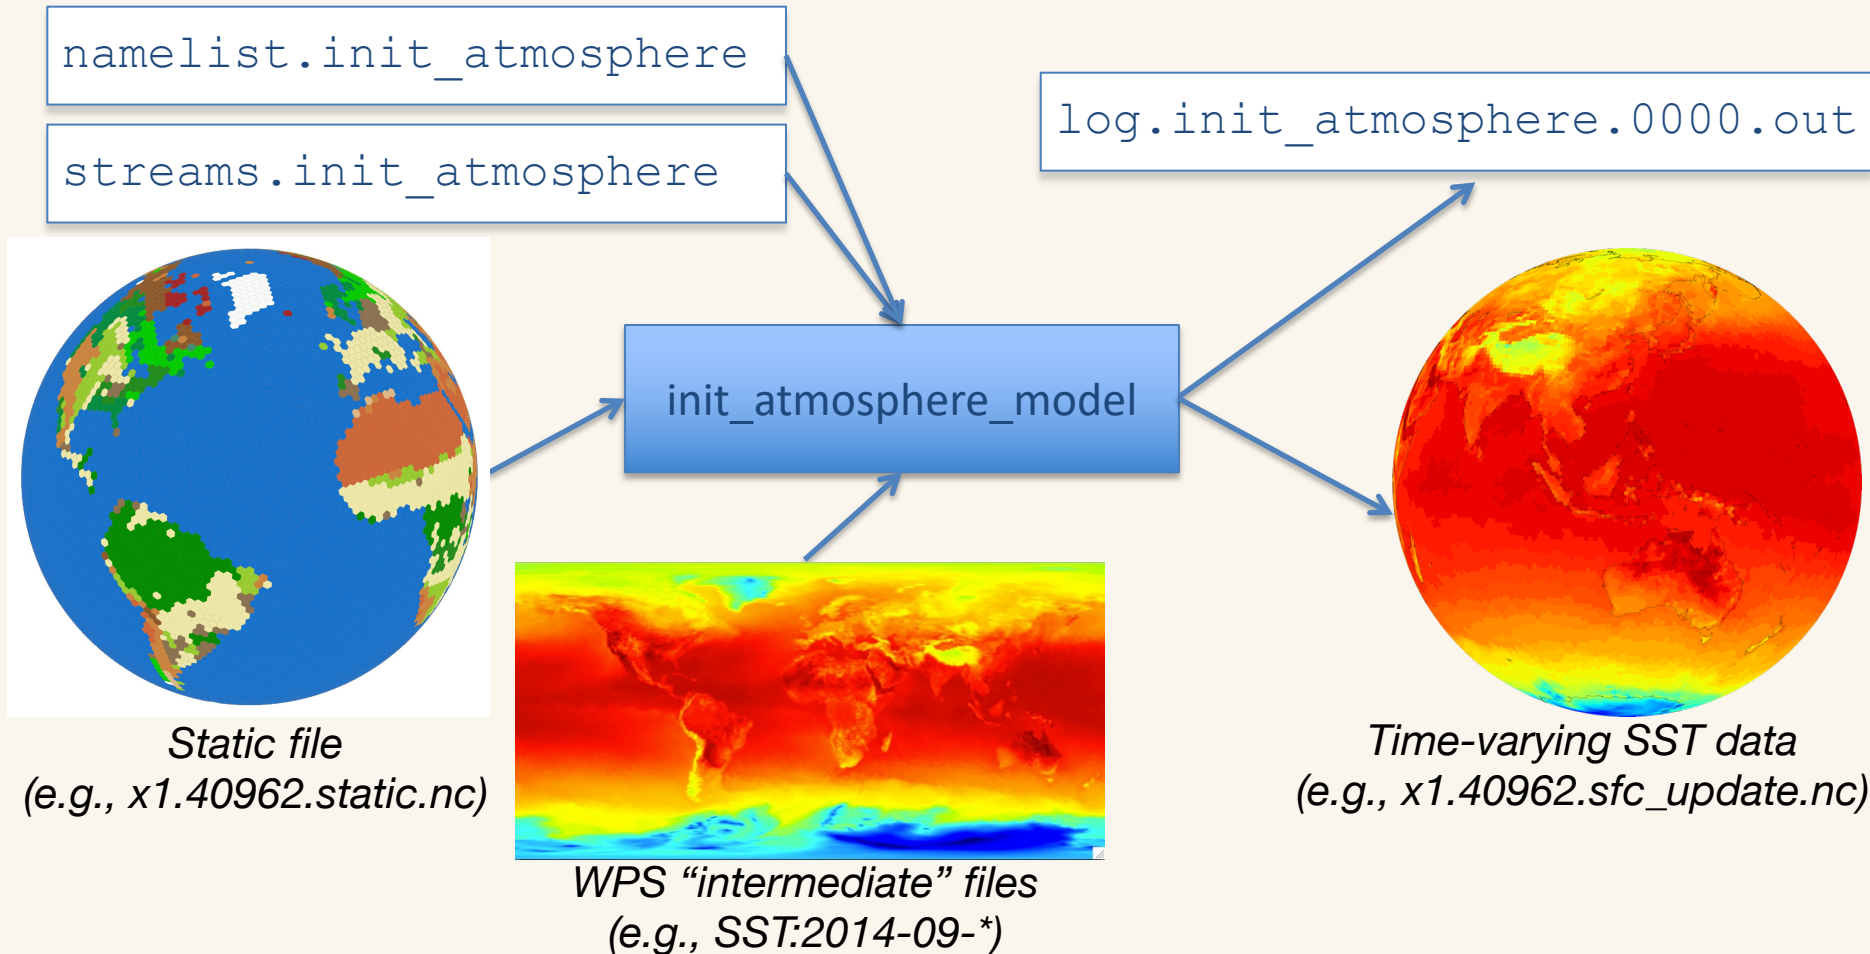 namelist.init_atmosphere
streams.init_atmosphere
log.init_atmosphere.0000.out
init_atmosphere_model
Static file
(e.g., x1.40962.static.nc)
WPS “intermediate” files
(e.g., SST:2014-09-*)
Time-varying SST data
(e.g., x1.40962.sfc_update.nc)